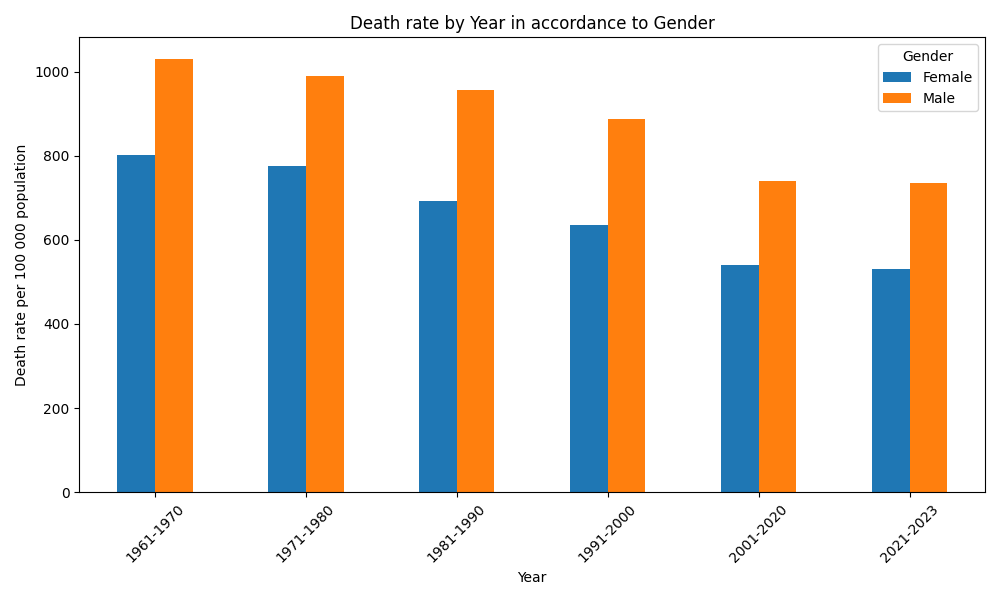 Death rate by Year in accordance to Gender
Gender
Female
Male
Death rate per 100 000 population
1000
800
600
400
200
0
1961-1970
1971-1980
1981-1990
1991-2000
2001-2020
2021-2023
Year